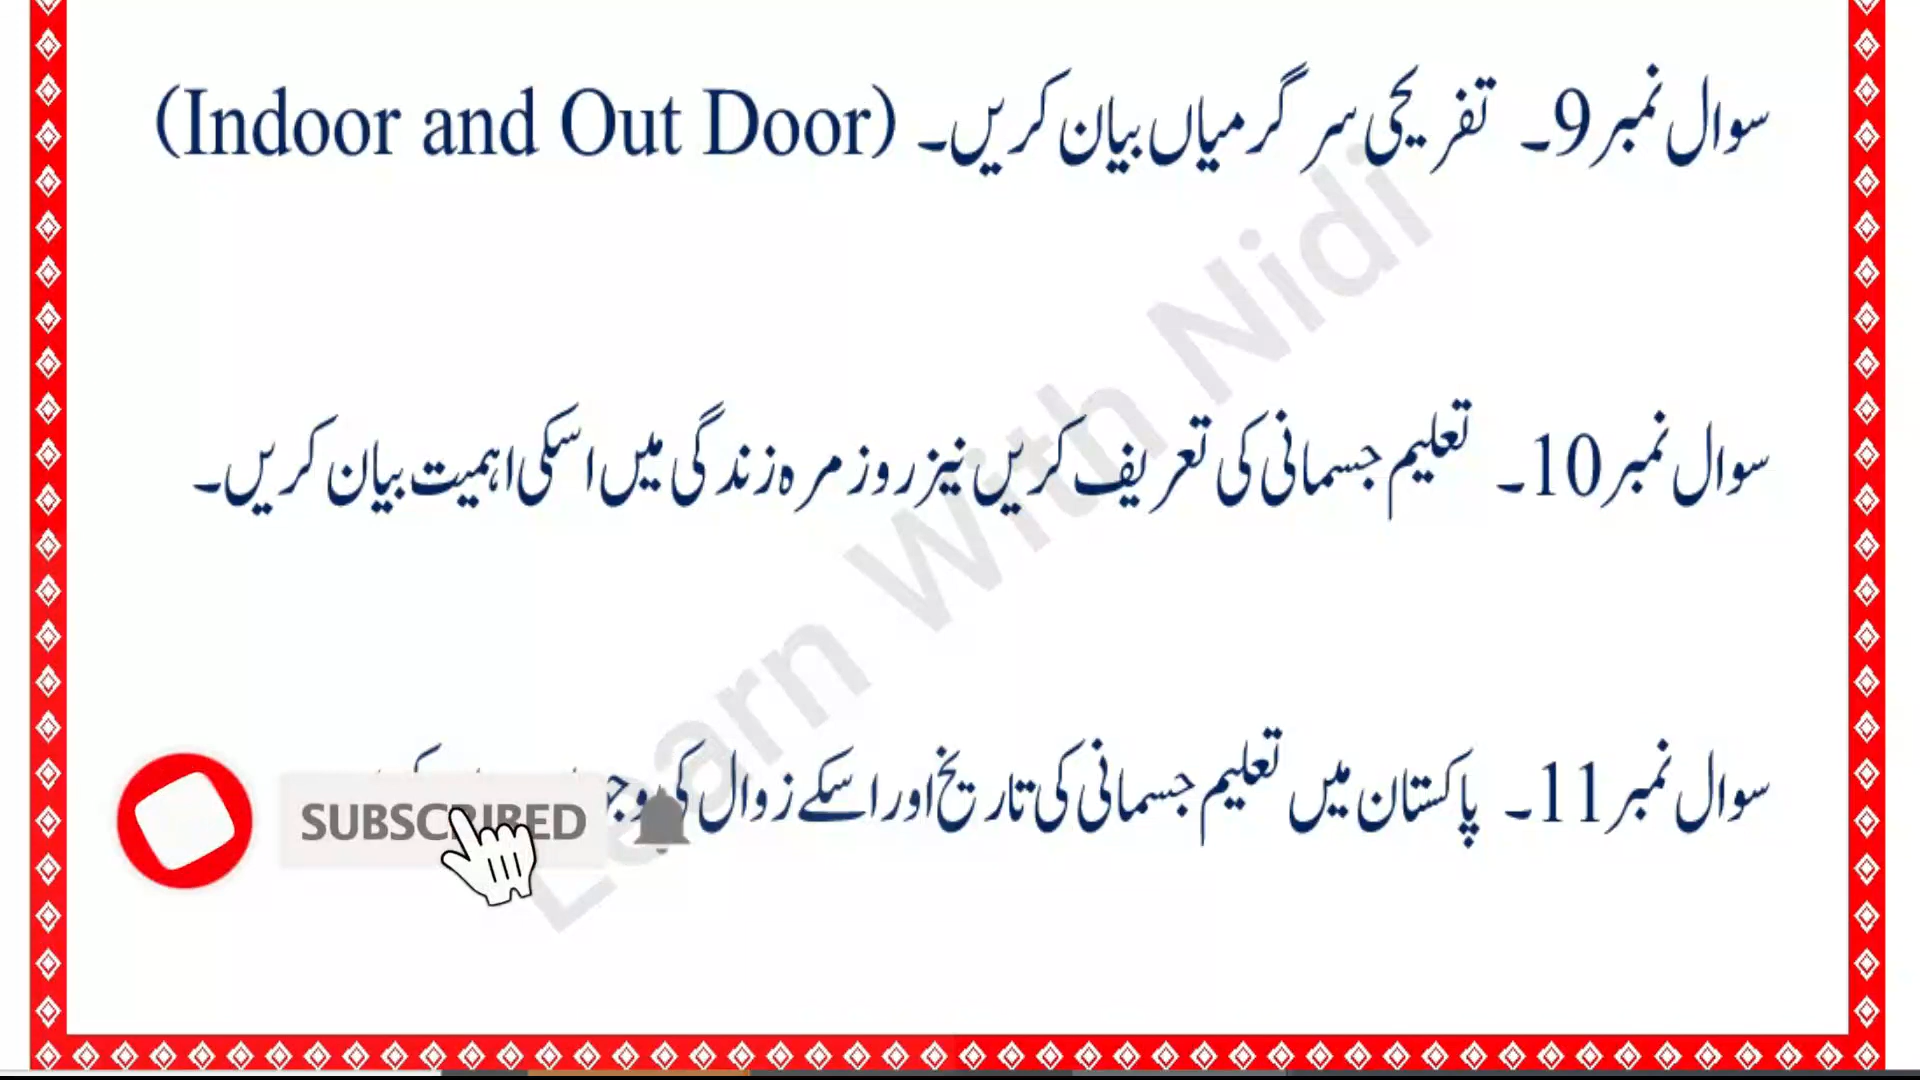 سوال نمبر 9۔ تفریحی سرگرمیاں بیان کریں۔ (Indoor and Out Door)
سوال نمبر 10۔ تعلیم جسمانی کی تعریف کریں نیز روزمرہ زندگی میں اسکی اہمیت بیان کریں۔
سوال نمبر 11۔ پاکستان میں تعلیم جسمانی کی تاریخ اور اسکے زوال کی
SUBSCRIBED
Learn With Nidi